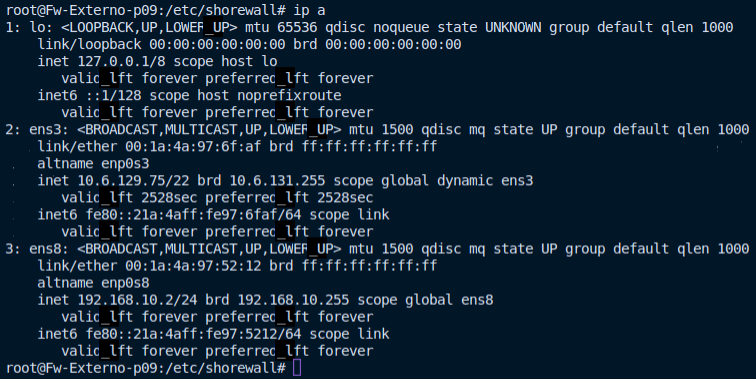 root@Fw-Externo-p09:/etc/shorewall# ip a
1: lo: <LOOPBACK,UP,LOWER_UP> mtu 65536 qdisc noqueue state UNKNOWN group default qlen 1000
    link/loopback 00:00:00:00:00:00 brd 00:00:00:00:00:00
    inet 127.0.0.1/8 scope host lo
       valid_lft forever preferred_lft forever
    inet6 ::1/128 scope host noprefixroute
       valid_lft forever preferred_lft forever
2: ens3: <BROADCAST,MULTICAST,UP,LOWER_UP> mtu 1500 qdisc mq state UP group default qlen 1000
    link/ether 00:1a:4a:97:6f:af brd ff:ff:ff:ff:ff:ff
    altname enp0s3
    inet 10.6.129.75/22 brd 10.6.131.255 scope global dynamic ens3
       valid_lft 2528sec preferred_lft 2528sec
    inet6 fe80::21a:4aff:fe97:6faf/64 scope link
       valid_lft forever preferred_lft forever
3: ens8: <BROADCAST,MULTICAST,UP,LOWER_UP> mtu 1500 qdisc mq state UP group default qlen 1000
    link/ether 00:1a:4a:97:52:12 brd ff:ff:ff:ff:ff:ff
    altname enp0s8
    inet 192.168.10.2/24 brd 192.168.10.255 scope global ens8
       valid_lft forever preferred_lft forever
    inet6 fe80::21a:4aff:fe97:5212/64 scope link
       valid_lft forever preferred_lft forever
root@Fw-Externo-p09:/etc/shorewall#